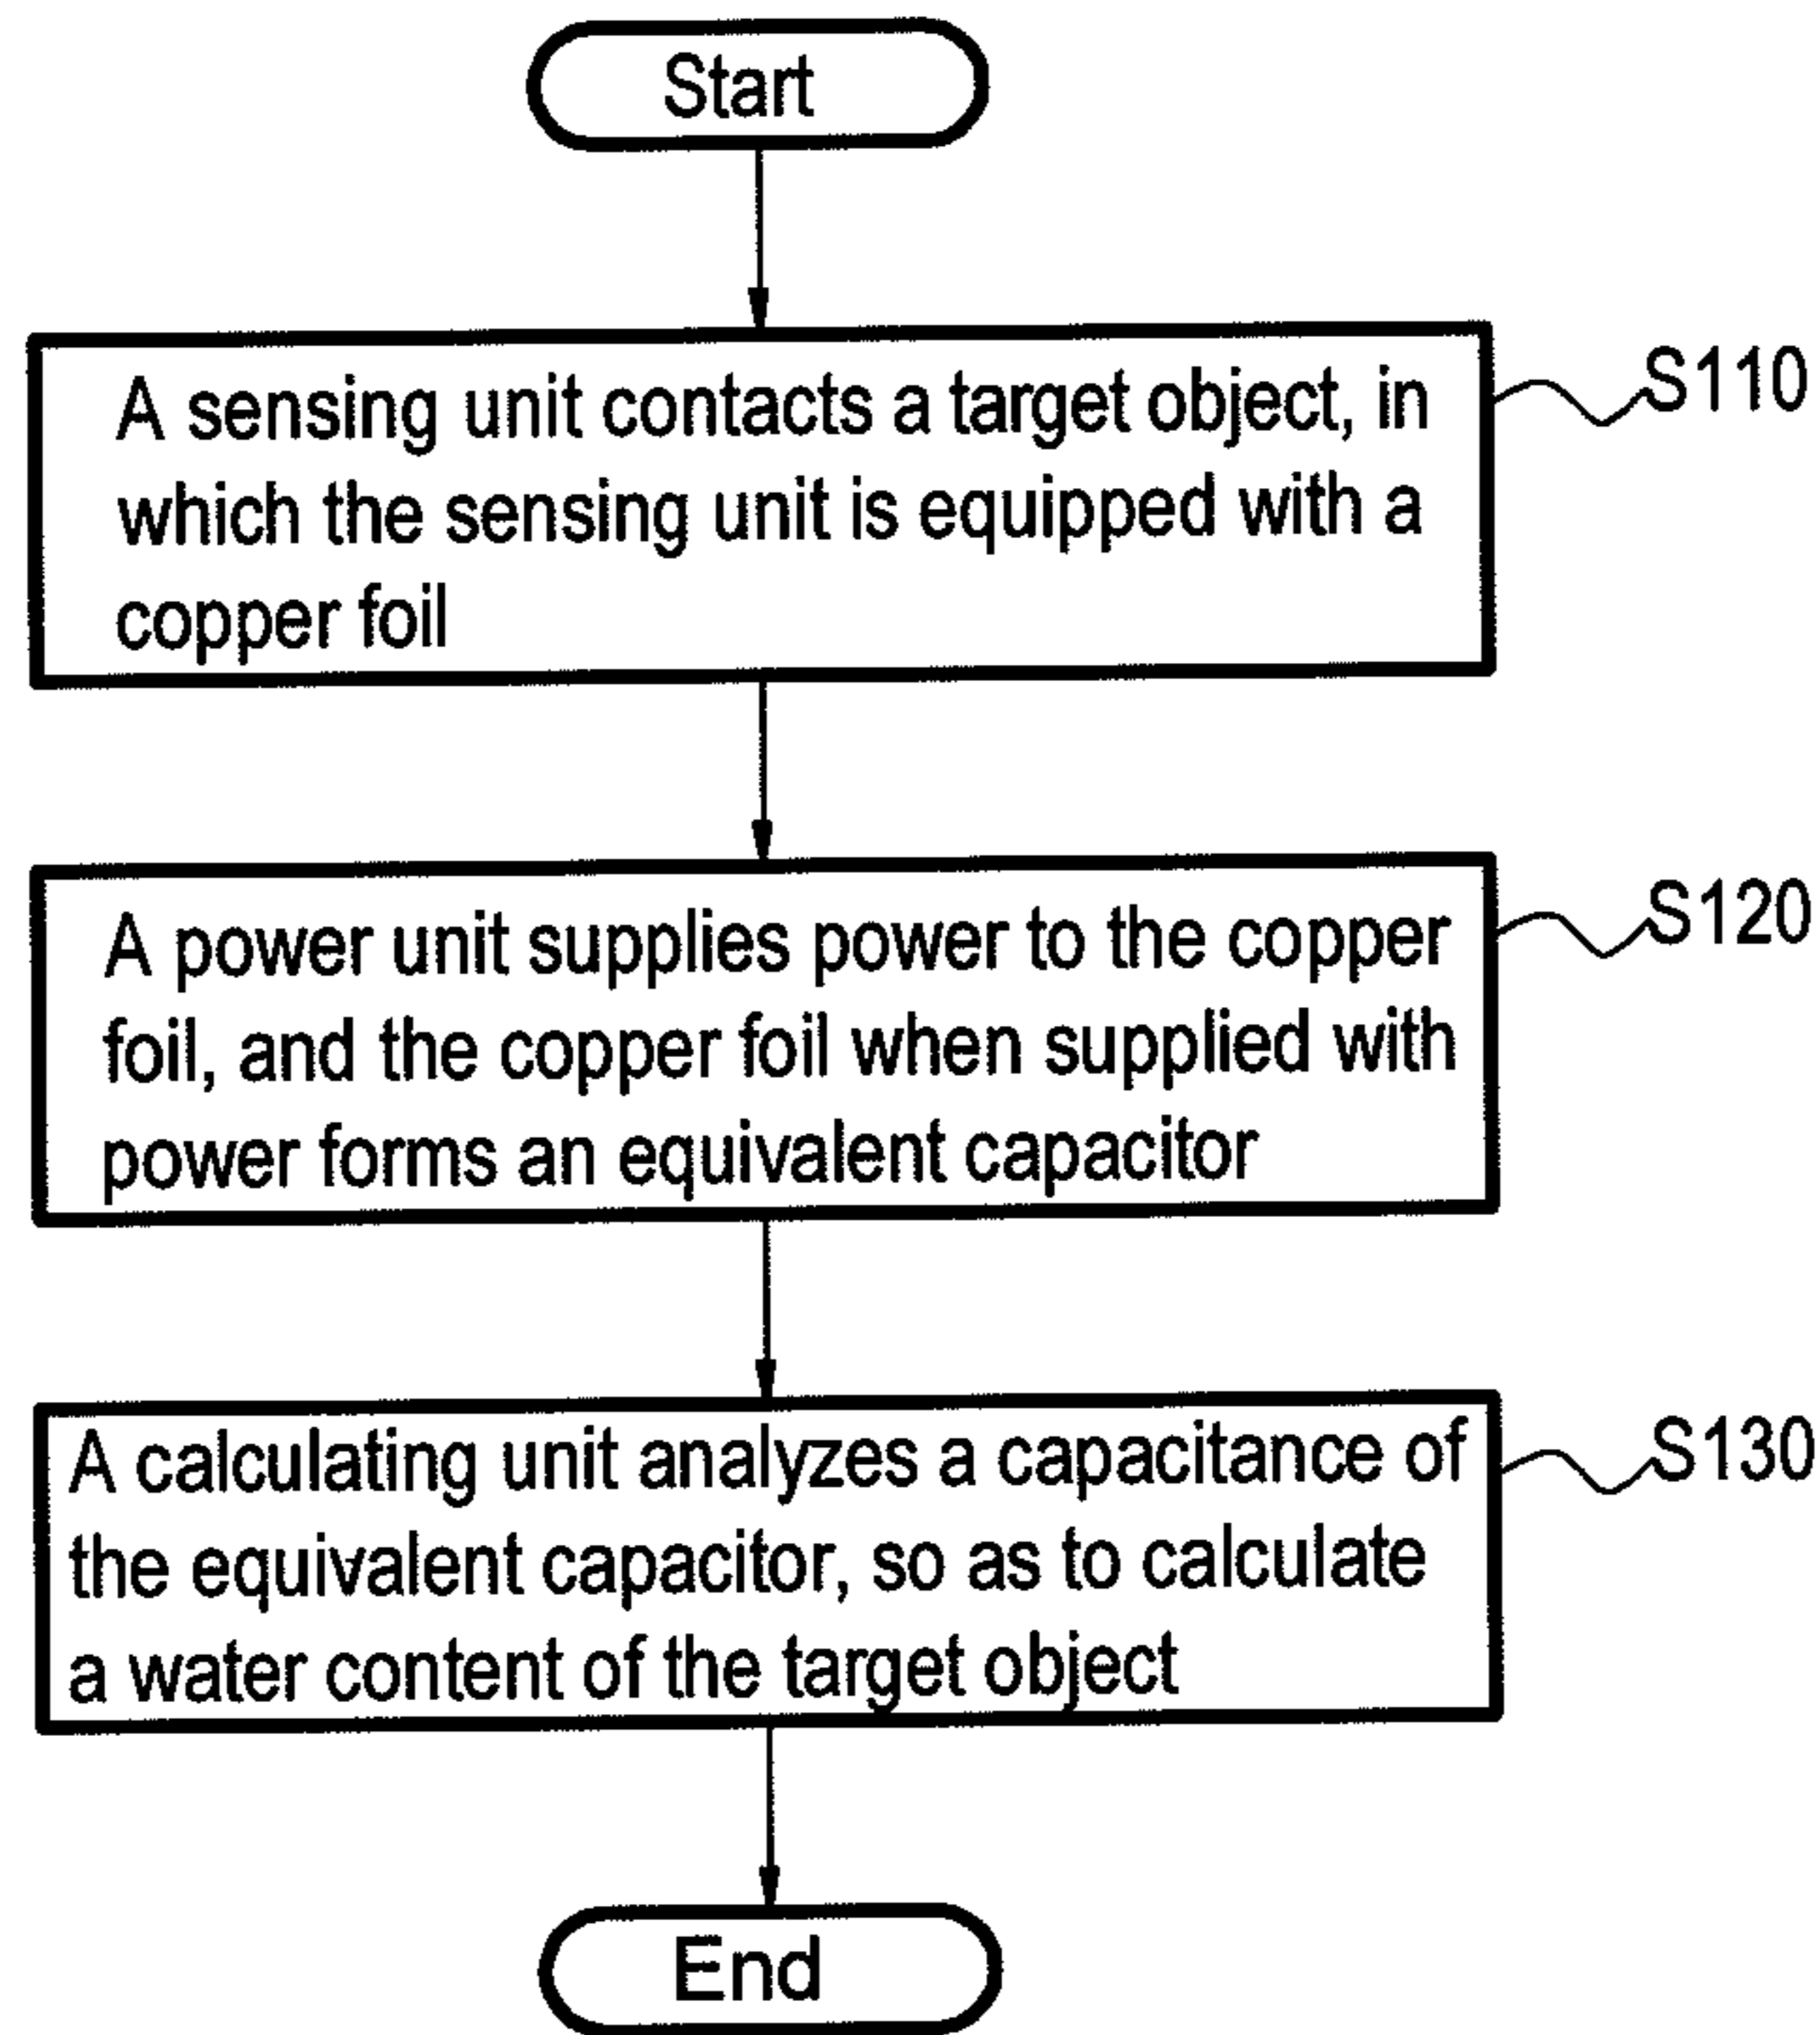 Start
A sensing unit contacts a target object, in
which the sensing unit is equipped with a
copper foil
S110
A power unit supplies power to the copper
foil, and the copper foil when supplied with
power forms an equivalent capacitor
S120
A calculating unit analyzes a capacitance of
the equivalent capacitor, so as to calculate
a water content of the target object
S130
End